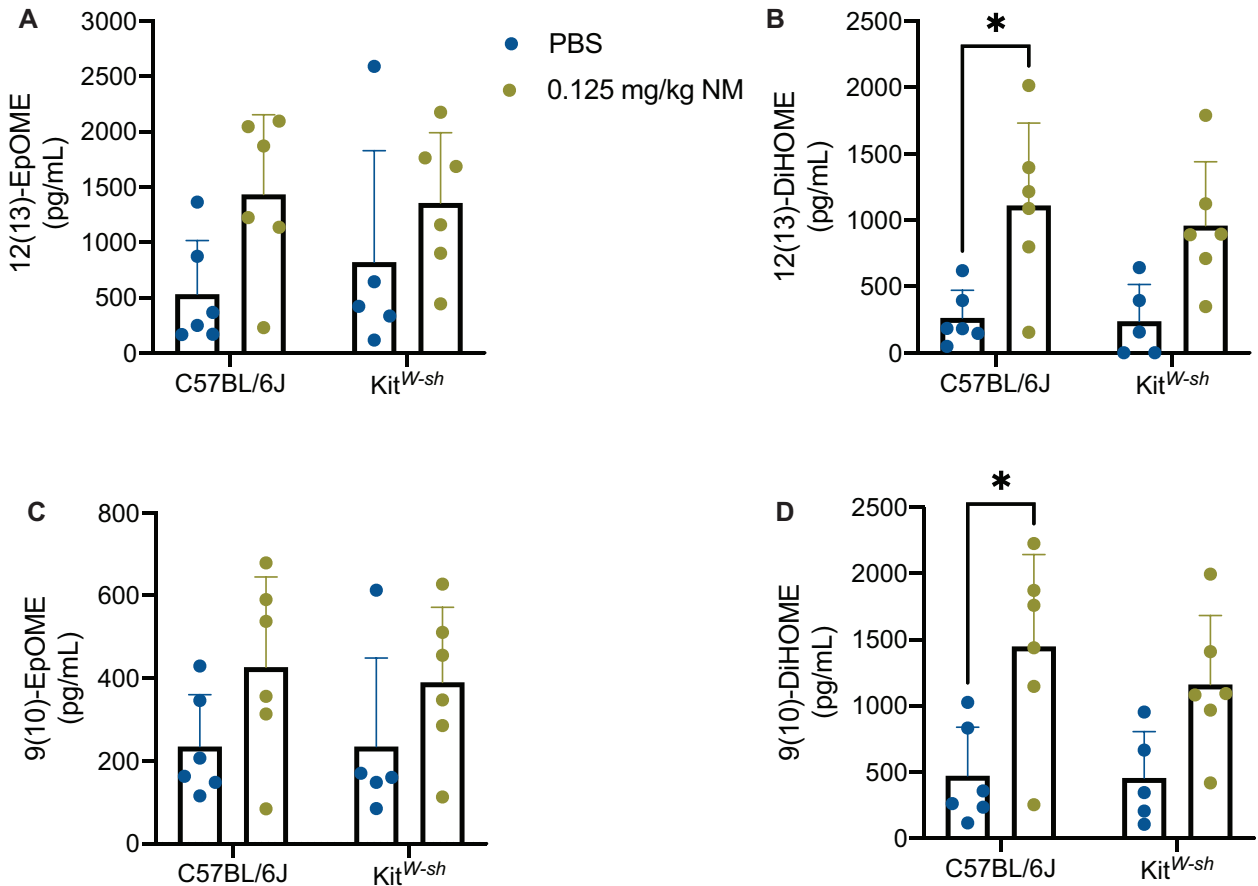 A
12(13)-EpOME
(pg/mL)
3000
2500
2000
1500
1000
500
0
C57BL/6J
Kit^W-sh
PBS
0.125 mg/kg NM
B
12(13)-DiHOME
(pg/mL)
2500
2000
1500
1000
500
0
*
C57BL/6J
Kit^W-sh
C
9(10)-EpOME
(pg/mL)
800
600
400
200
0
C57BL/6J
Kit^W-sh
D
9(10)-DiHOME
(pg/mL)
2500
2000
1500
1000
500
0
*
C57BL/6J
Kit^W-sh